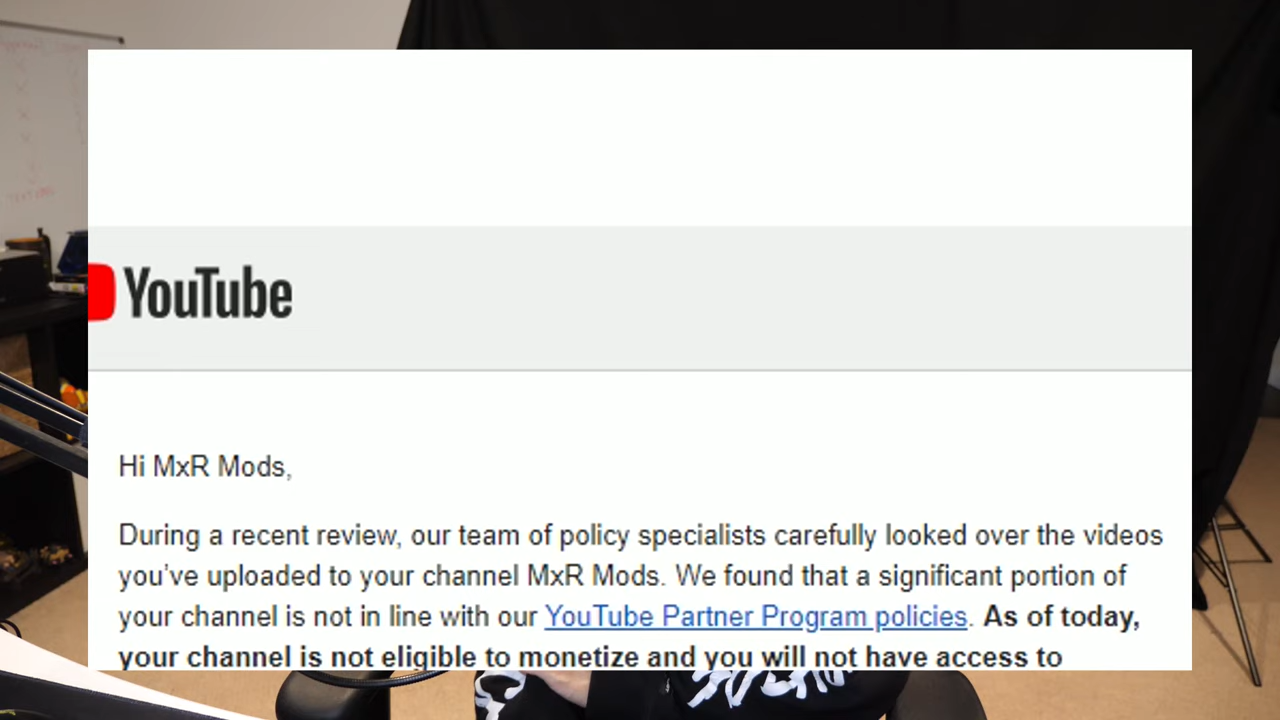 YouTube
Hi MxR Mods,
During a recent review, our team of policy specialists carefully looked over the videos
you've uploaded to your channel MxR Mods. We found that a significant portion of
your channel is not in line with our YouTube Partner Program policies. As of today,
your channel is not eligible to monetize and you will not have access to